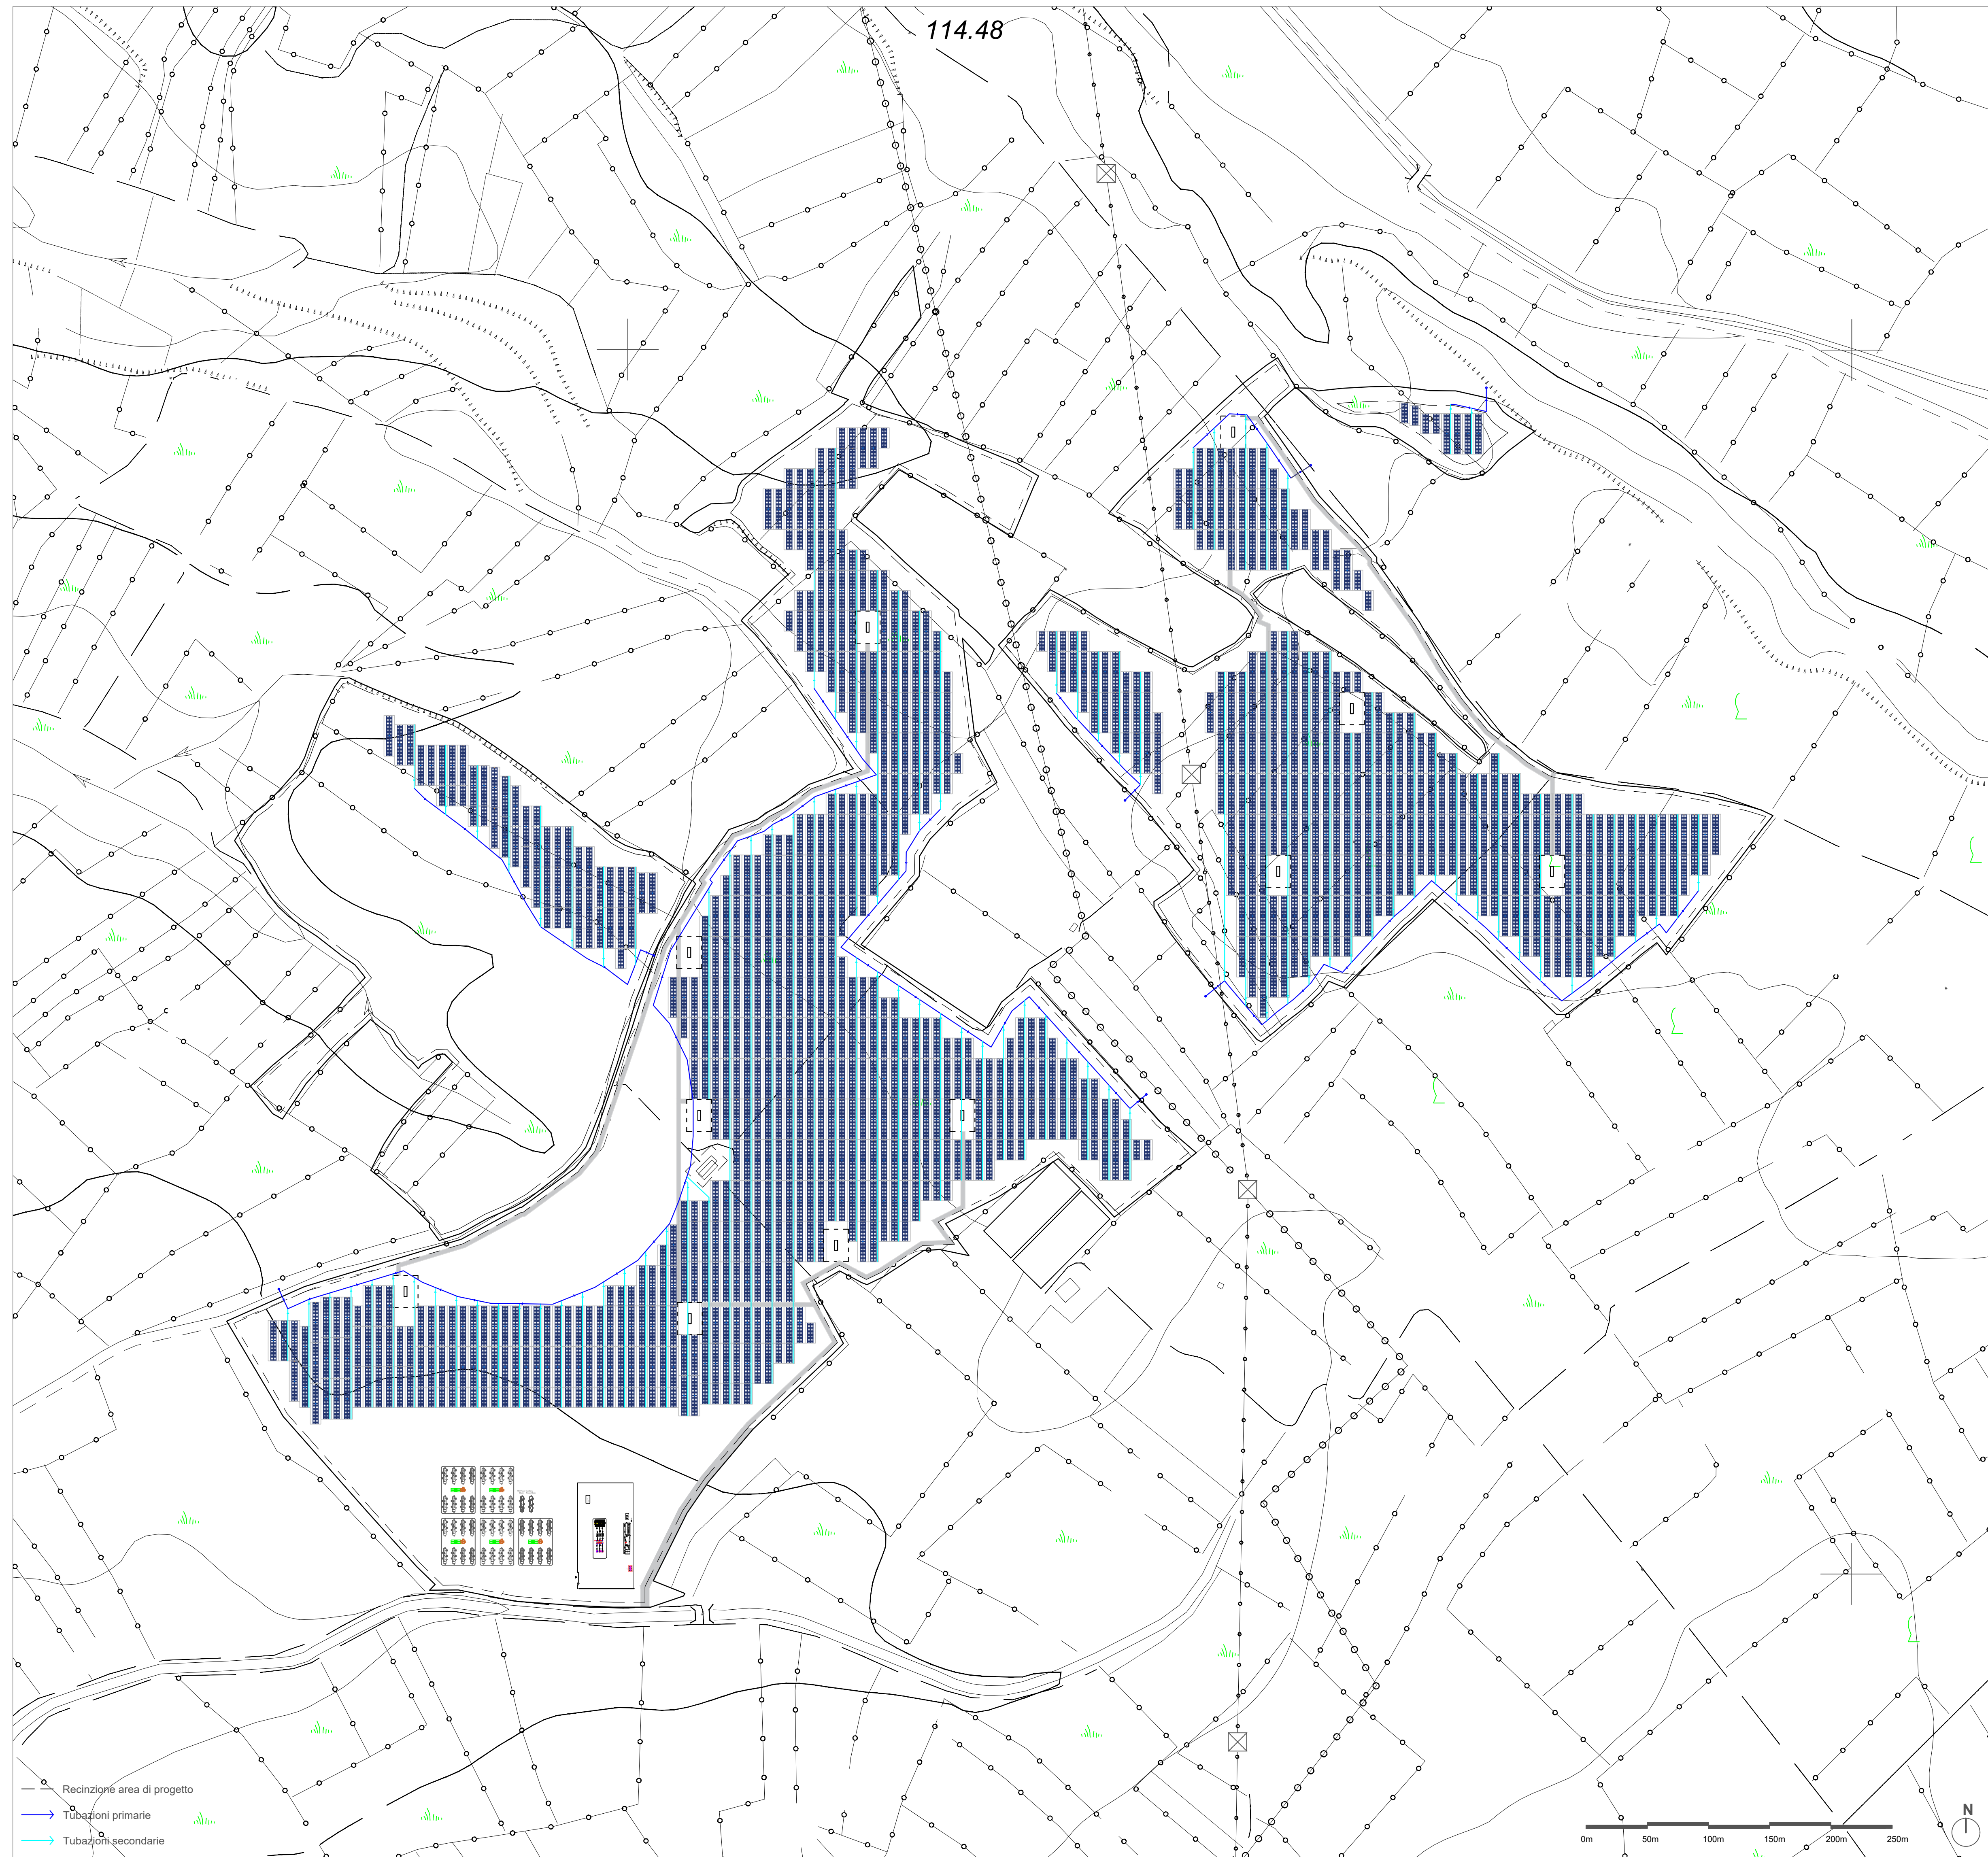 114.48
Recinzione area di progetto
Tubazioni primarie
Tubazioni secondarie
N
0m 50m 100m 150m 200m 250m